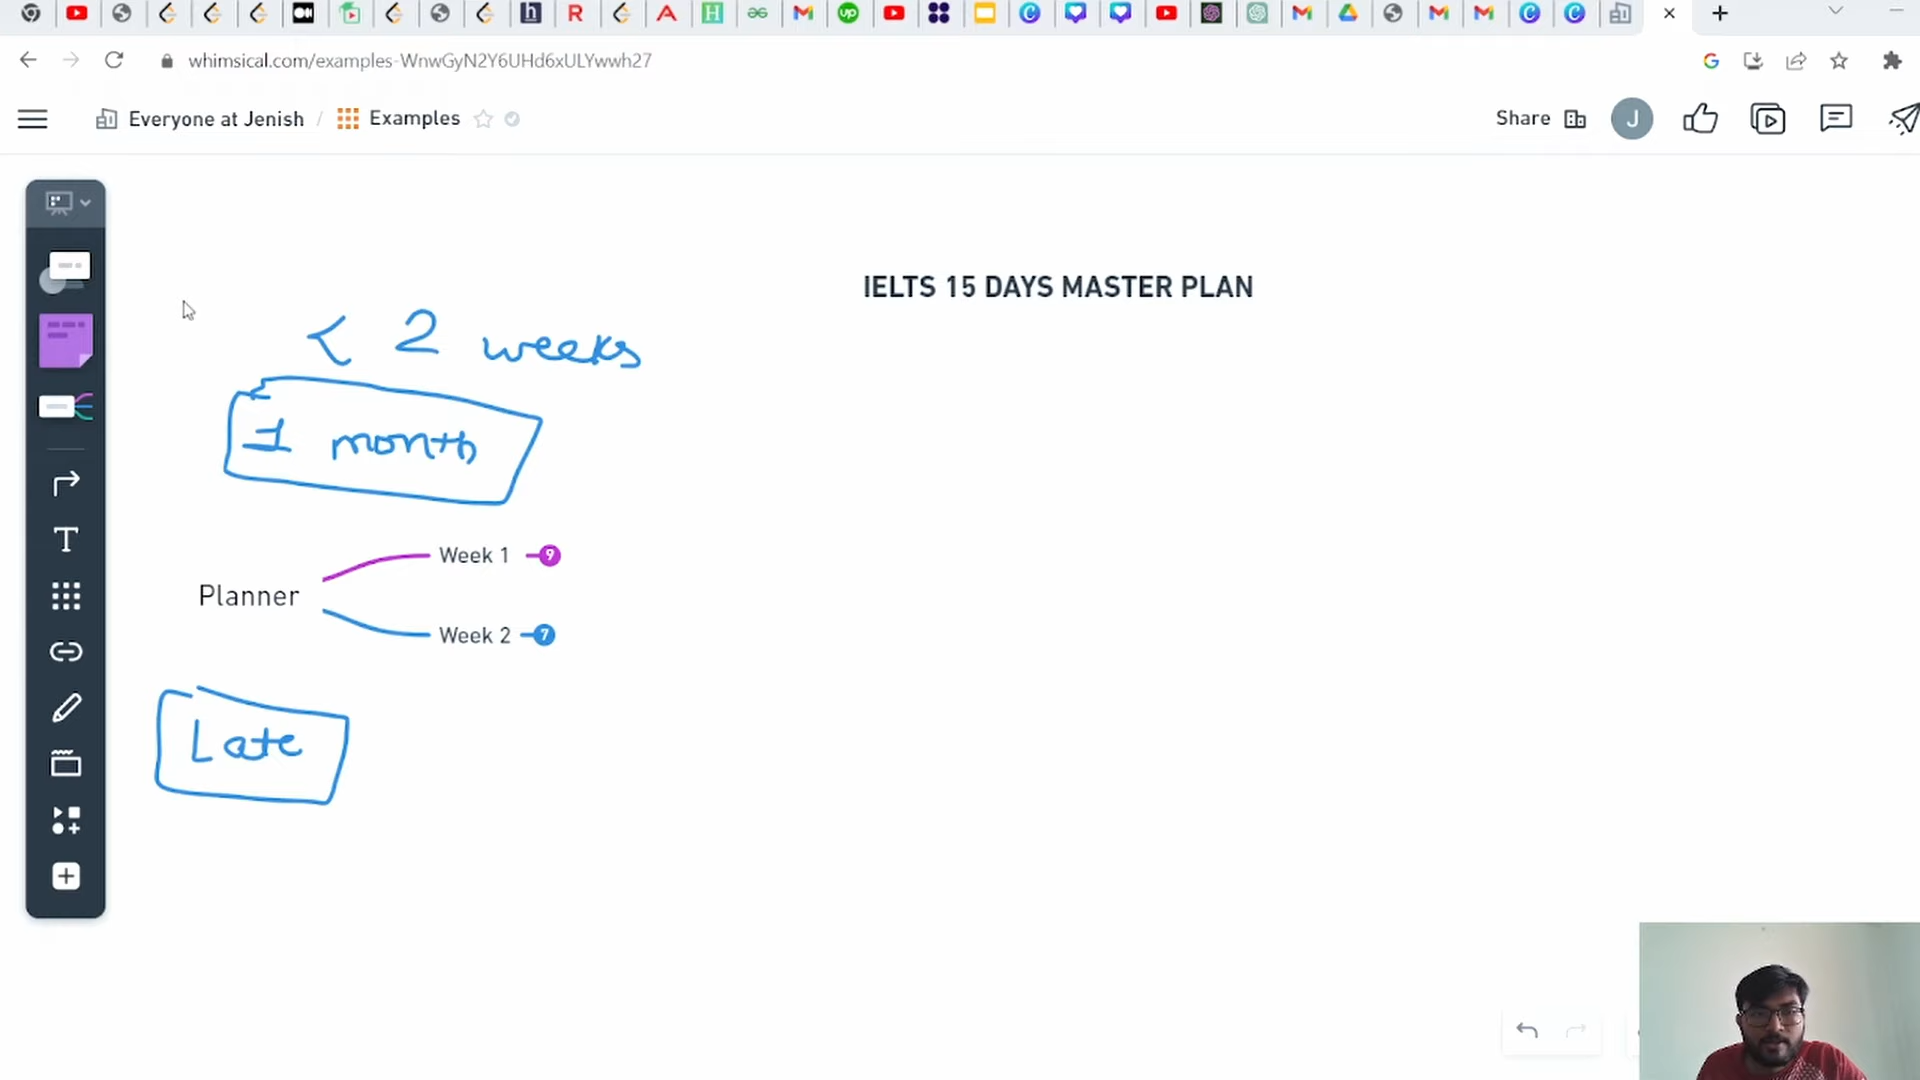 whimsical.com/examples-WnwGyN2Y6UHd6xULYwwh27
Everyone at Jenish / Examples
Share
J
IELTS 15 DAYS MASTER PLAN
< 2 weeks
1 month
Week 1 9
Planner
Week 2 7
Late